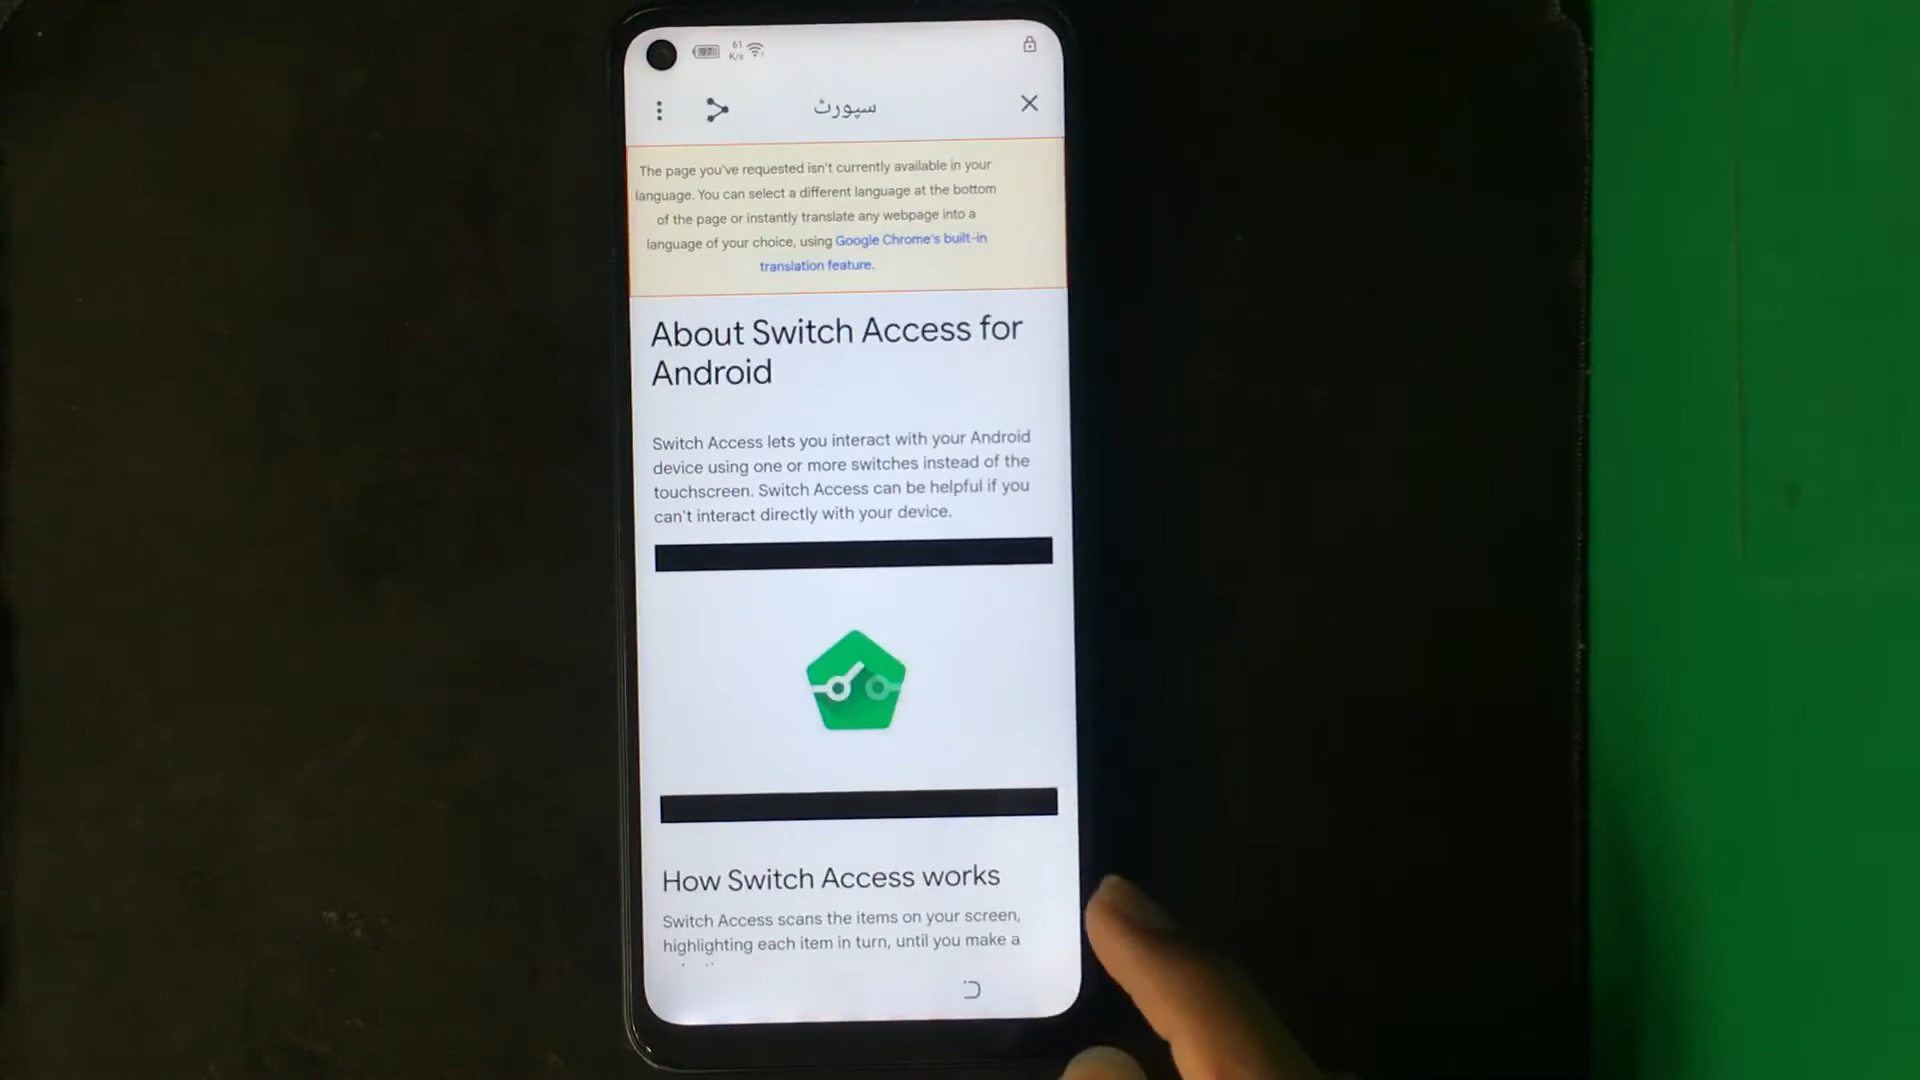 61
K/s
سپورٹ
The page you've requested isn't currently available in your
language. You can select a different language at the bottom
of the page or instantly translate any webpage into a
language of your choice, using Google Chrome's built-in
translation feature.
About Switch Access for
Android
Switch Access lets you interact with your Android
device using one or more switches instead of the
touchscreen. Switch Access can be helpful if you
can't interact directly with your device.
How Switch Access works
Switch Access scans the items on your screen,
highlighting each item in turn, until you make a